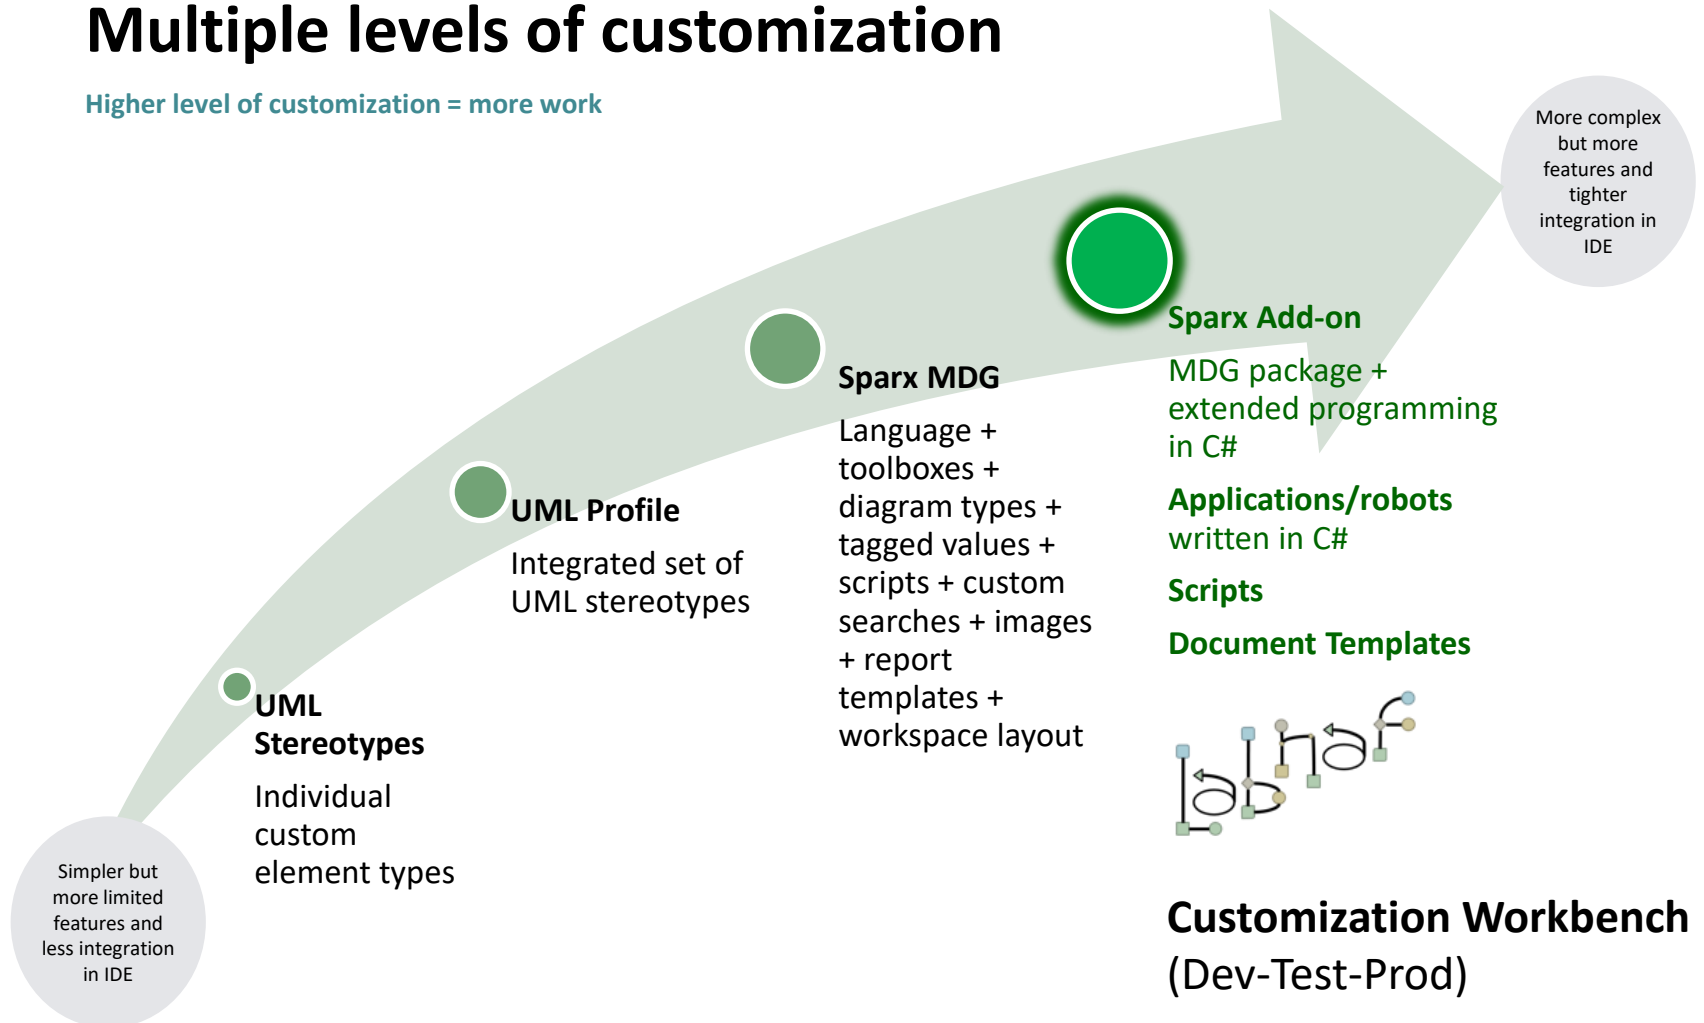 Multiple levels of customization
Higher level of customization = more work
More complex
but more
features and
tighter
integration in
IDE
Sparx Add-on
MDG package +
extended programming
in C#
Applications/robots
written in C#
Scripts
Document Templates
Sparx MDG
Language +
toolboxes +
diagram types +
tagged values +
scripts + custom
searches + images
+ report
templates +
workspace layout
UML Profile
Integrated set of
UML stereotypes
UML
Stereotypes
Individual
custom
element types
Simpler but
more limited
features and
less integration
in IDE
Labnaf
Customization Workbench
(Dev-Test-Prod)